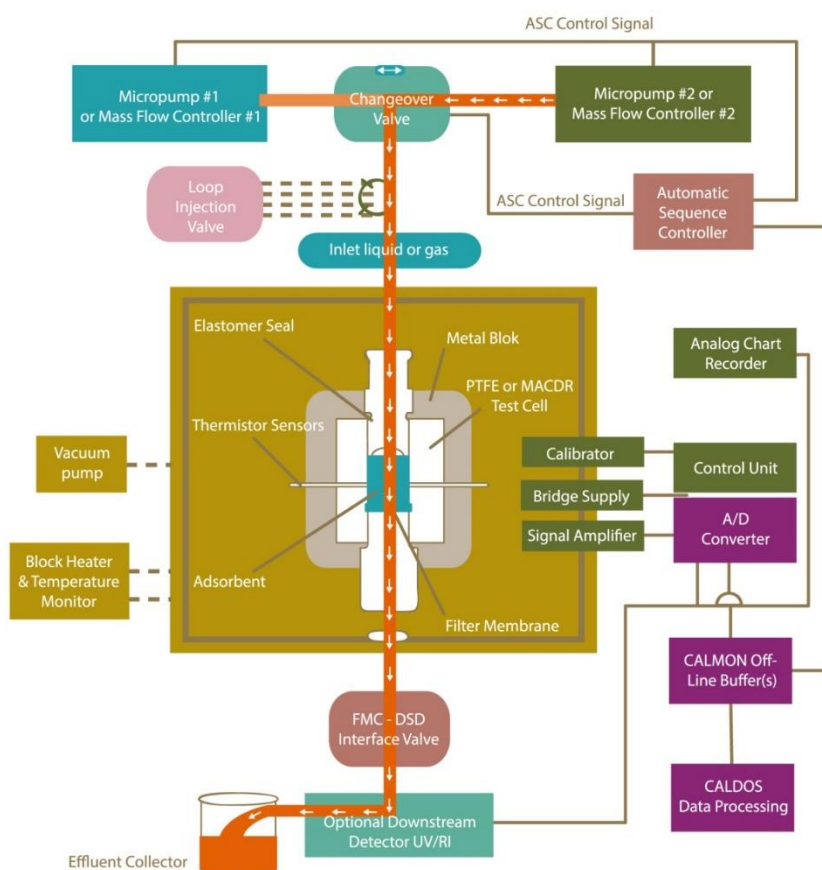 ASC Control Signal
Micropump #1
or Mass Flow Controller #1
Changeover
Valve
Micropump #2 or
Mass Flow Controller #2
Loop
Injection
Valve
ASC Control Signal
Automatic
Sequence
Controller
Inlet liquid or gas
Elastomer Seal
Metal Blok
PTFE or MACDR
Test Cell
Thermistor Sensors
Analog Chart
Recorder
Vacuum
pump
Calibrator
Control Unit
Bridge Supply
Signal Amplifier
A/D
Converter
Block Heater
& Temperature
Monitor
Adsorbent
Filter Membrane
CALMON Off-
Line Buffer(s)
FMC - DSD
Interface Valve
CALDOS
Data Processing
Optional Downstream
Detector UV/RI
Effluent Collector